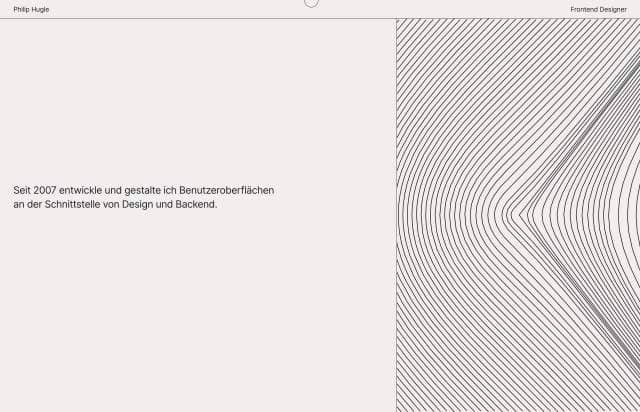 Philip Hugle
Frontend Designer
Seit 2007 entwickle und gestalte ich Benutzeroberflächen
an der Schnittstelle von Design und Backend.